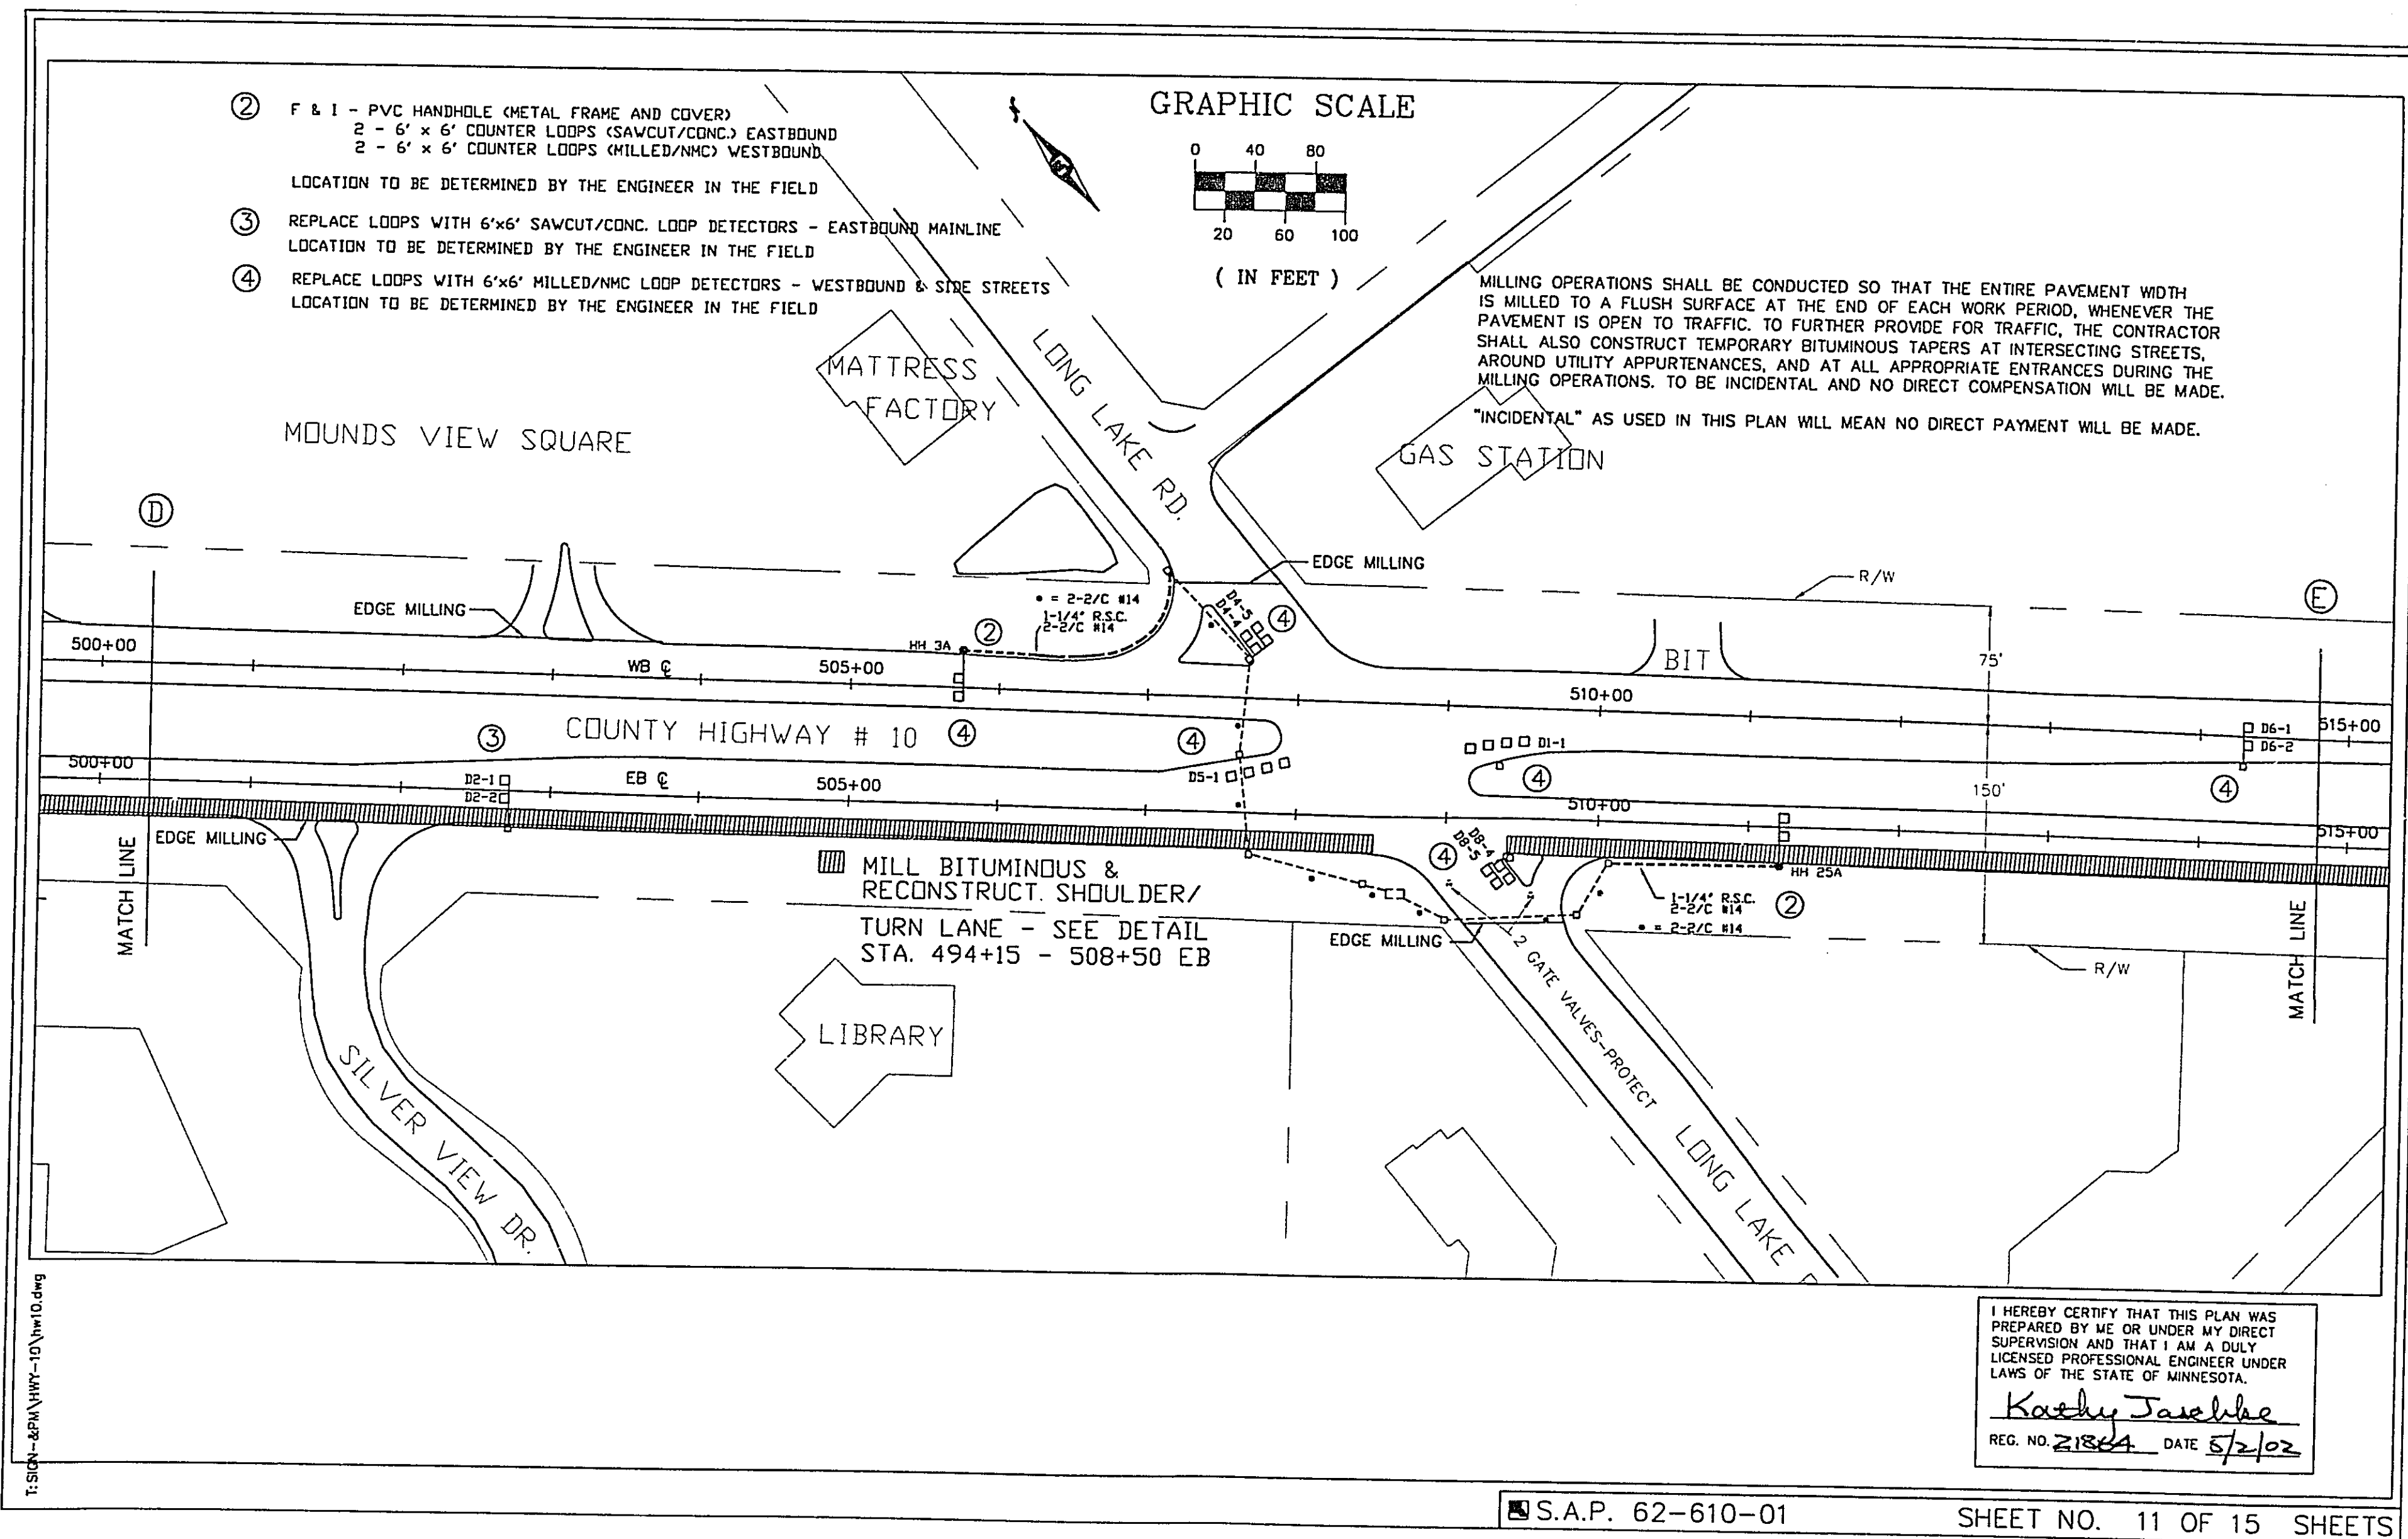 ② F & I - PVC HANDHOLE (METAL FRAME AND COVER)
2 - 6' x 6' COUNTER LOOPS (SAWCUT/CONC.) EASTBOUND
2 - 6' x 6' COUNTER LOOPS (MILLED/NMC) WESTBOUND
LOCATION TO BE DETERMINED BY THE ENGINEER IN THE FIELD
③ REPLACE LOOPS WITH 6'x6' SAWCUT/CONC. LOOP DETECTORS - EASTBOUND MAINLINE
LOCATION TO BE DETERMINED BY THE ENGINEER IN THE FIELD
④ REPLACE LOOPS WITH 6'x6' MILLED/NMC LOOP DETECTORS - WESTBOUND & SIDE STREETS
LOCATION TO BE DETERMINED BY THE ENGINEER IN THE FIELD
GRAPHIC SCALE
0 40 80
20 60 100
( IN FEET )
MILLING OPERATIONS SHALL BE CONDUCTED SO THAT THE ENTIRE PAVEMENT WIDTH
IS MILLED TO A FLUSH SURFACE AT THE END OF EACH WORK PERIOD, WHENEVER THE
PAVEMENT IS OPEN TO TRAFFIC. TO FURTHER PROVIDE FOR TRAFFIC, THE CONTRACTOR
SHALL ALSO CONSTRUCT TEMPORARY BITUMINOUS TAPERS AT INTERSECTING STREETS,
AROUND UTILITY APPURTENANCES, AND AT ALL APPROPRIATE ENTRANCES DURING THE
MILLING OPERATIONS. TO BE INCIDENTAL AND NO DIRECT COMPENSATION WILL BE MADE.
"INCIDENTAL" AS USED IN THIS PLAN WILL MEAN NO DIRECT PAYMENT WILL BE MADE.
MATTRESS
FACTORY
MOUNDS VIEW SQUARE
LONG LAKE RD.
GAS STATION
D
EDGE MILLING
R/W
E
EDGE MILLING
• = 2-2/C #14
1-1/4" R.S.C.
2-2/C #14
D4-5
D4-4
④
HH 3A
②
500+00
WB ℄
505+00
BIT
75'
510+00
COUNTY HIGHWAY # 10
③
④
④
D1-1
D6-1
D6-2
515+00
500+00
D2-1
D2-2
EB ℄
505+00
D5-1
④
④
150'
510+00
515+00
EDGE MILLING
MATCH LINE
MILL BITUMINOUS &
RECONSTRUCT. SHOULDER/
TURN LANE - SEE DETAIL
STA. 494+15 - 508+50 EB
④
D8-4
D8-5
HH 25A
1-1/4" R.S.C.
2-2/C #14
②
• = 2-2/C #14
EDGE MILLING
R/W
MATCH LINE
2 GATE VALVES-PROTECT
LIBRARY
SILVER VIEW DR.
LONG LAKE
I HEREBY CERTIFY THAT THIS PLAN WAS
PREPARED BY ME OR UNDER MY DIRECT
SUPERVISION AND THAT I AM A DULY
LICENSED PROFESSIONAL ENGINEER UNDER
LAWS OF THE STATE OF MINNESOTA.
Kathy Jaschke
REG. NO. DATE 5/2/02
T:SIGN-&PM\HWY-10\hw10.dwg
S.A.P. 62-610-01
SHEET NO. 11 OF 15 SHEETS